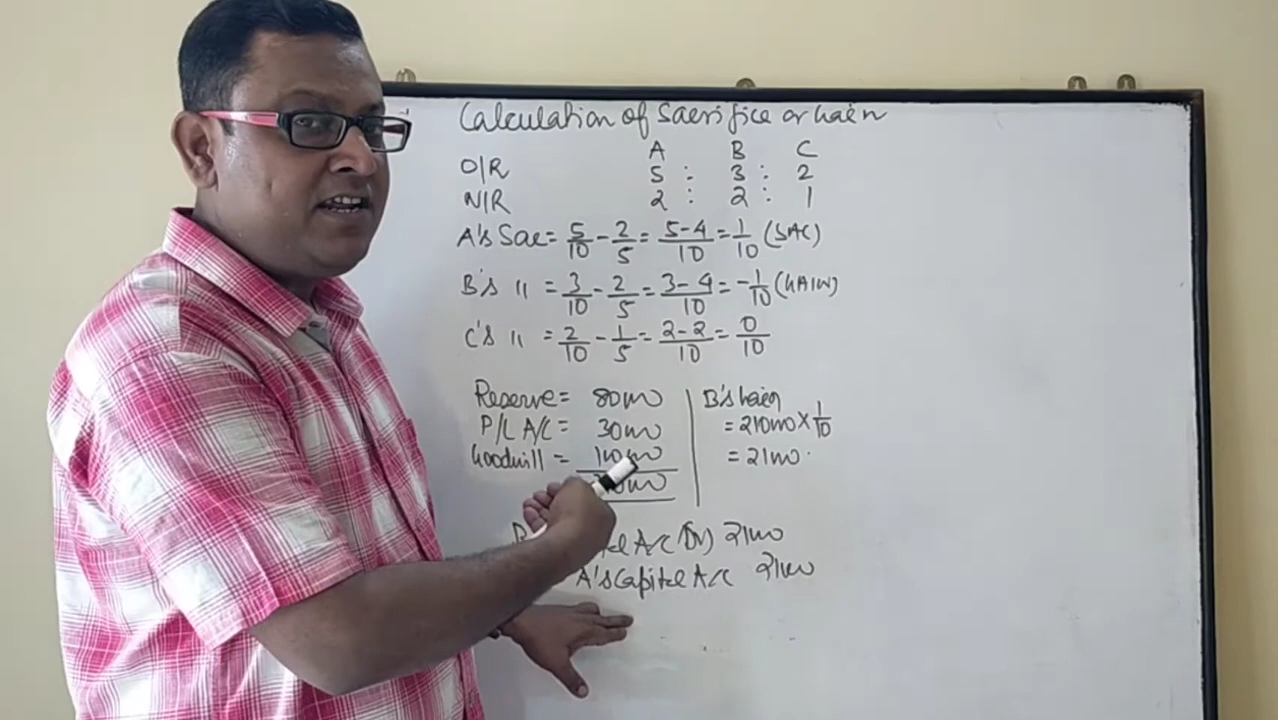 Calculation of Sacrifice or Gain
A B C
O/R 5 : 3 : 2
N/R 2 : 2 : 1
A's Sac = 5/10 - 2/5 = 5-4/10 = 1/10 (SAC)
B's " = 3/10 - 2/5 = 3-4/10 = -1/10 (GAIN)
C's " = 2/10 - 1/5 = 2-2/10 = 0/10
Reserve = 80000
P/L A/C = 30000
Goodwill =
B's Gain
= 210000 × 1/10
= 21000
A/C (Dr) 21000
A's Capital A/C 21000